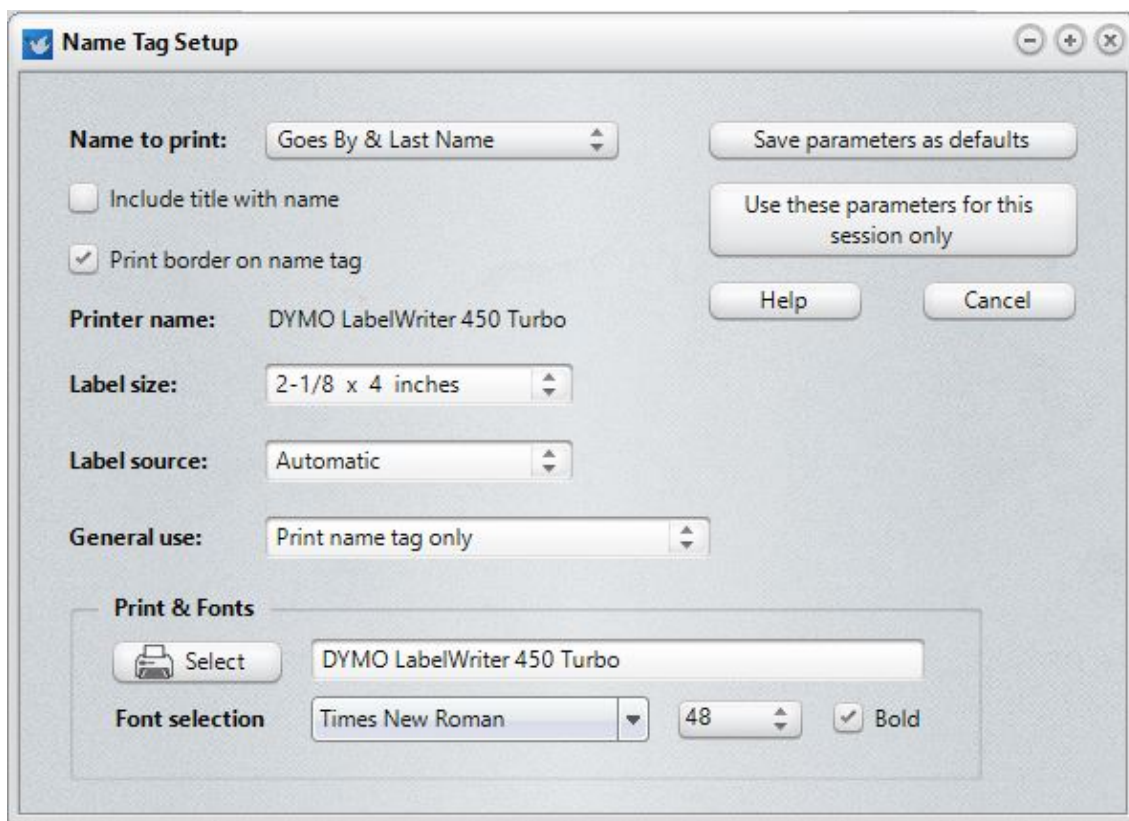 Name Tag Setup
Name to print: Goes By & Last Name
Save parameters as defaults
Include title with name
Use these parameters for this
session only
Print border on name tag
Help Cancel
Printer name: DYMO LabelWriter 450 Turbo
Label size: 2-1/8 x 4 inches
Label source: Automatic
General use: Print name tag only
Print & Fonts
Select DYMO LabelWriter 450 Turbo
Font selection Times New Roman 48 Bold